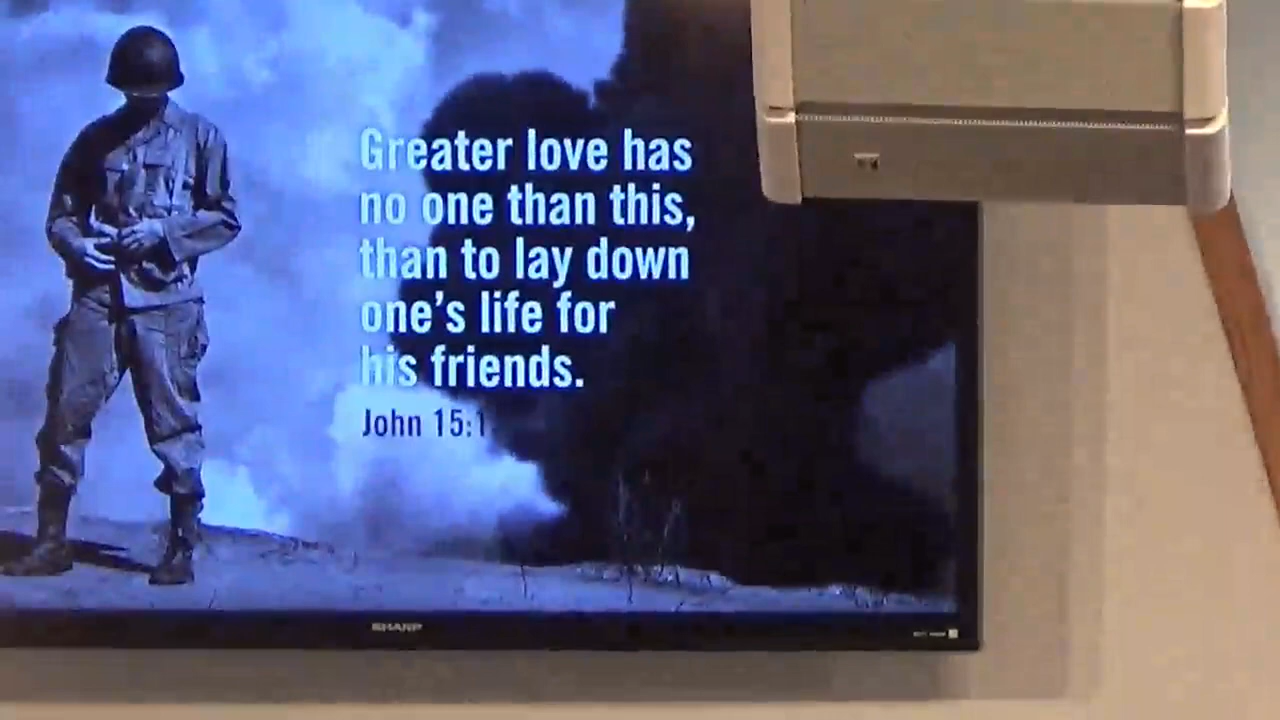 Greater love has
no one than this,
than to lay down
one's life for
his friends.
John 15:1
SHARP